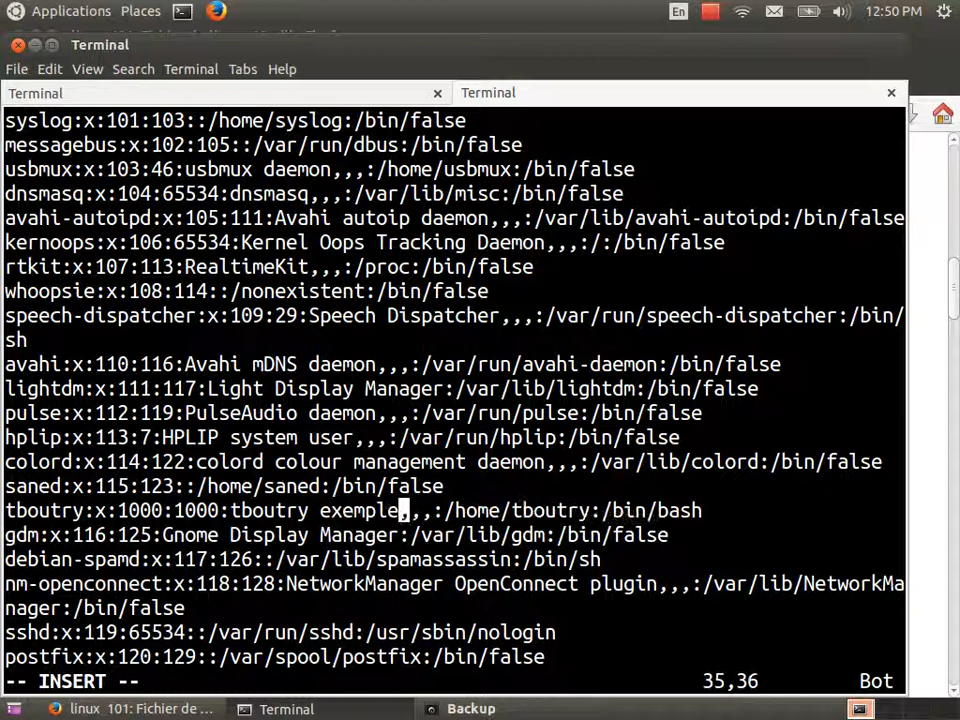 Applications Places En 12:50 PM
Terminal
File Edit View Search Terminal Tabs Help
Terminal × Terminal ×
syslog:x:101:103::/home/syslog:/bin/false
messagebus:x:102:105::/var/run/dbus:/bin/false
usbmux:x:103:46:usbmux daemon,,,:/home/usbmux:/bin/false
dnsmasq:x:104:65534:dnsmasq,,,:/var/lib/misc:/bin/false
avahi-autoipd:x:105:111:Avahi autoip daemon,,,:/var/lib/avahi-autoipd:/bin/false
kernoops:x:106:65534:Kernel Oops Tracking Daemon,,,:/:/bin/false
rtkit:x:107:113:RealtimeKit,,,:/proc:/bin/false
whoopsie:x:108:114::/nonexistent:/bin/false
speech-dispatcher:x:109:29:Speech Dispatcher,,,:/var/run/speech-dispatcher:/bin/
sh
avahi:x:110:116:Avahi mDNS daemon,,,:/var/run/avahi-daemon:/bin/false
lightdm:x:111:117:Light Display Manager:/var/lib/lightdm:/bin/false
pulse:x:112:119:PulseAudio daemon,,,:/var/run/pulse:/bin/false
hplip:x:113:7:HPLIP system user,,,:/var/run/hplip:/bin/false
colord:x:114:122:colord colour management daemon,,,:/var/lib/colord:/bin/false
saned:x:115:123::/home/saned:/bin/false
tboutry:x:1000:1000:tboutry exemple,,,:/home/tboutry:/bin/bash
gdm:x:116:125:Gnome Display Manager:/var/lib/gdm:/bin/false
debian-spamd:x:117:126::/var/lib/spamassassin:/bin/sh
nm-openconnect:x:118:128:NetworkManager OpenConnect plugin,,,:/var/lib/NetworkMa
nager:/bin/false
sshd:x:119:65534::/var/run/sshd:/usr/sbin/nologin
postfix:x:120:129::/var/spool/postfix:/bin/false
-- INSERT -- 35,36 Bot
linux 101: Fichier de ... Terminal Backup